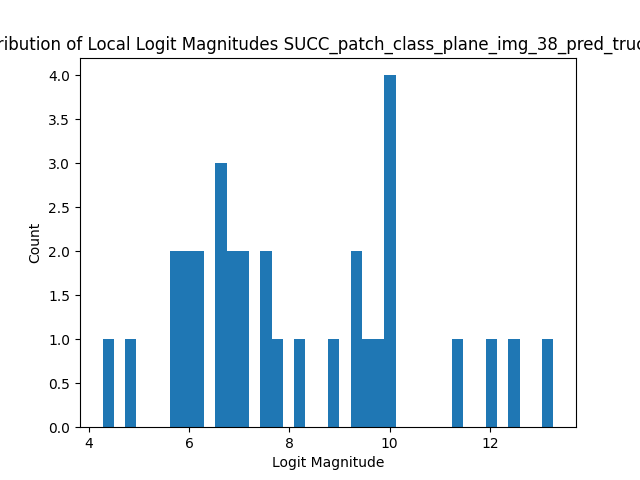 ribution of Local Logit Magnitudes SUCC_patch_class_plane_img_38_pred_truc
4.0
3.5
3.0
2.5
2.0
1.5
1.0
0.5
0.0
Count
4 6 8 10 12
Logit Magnitude